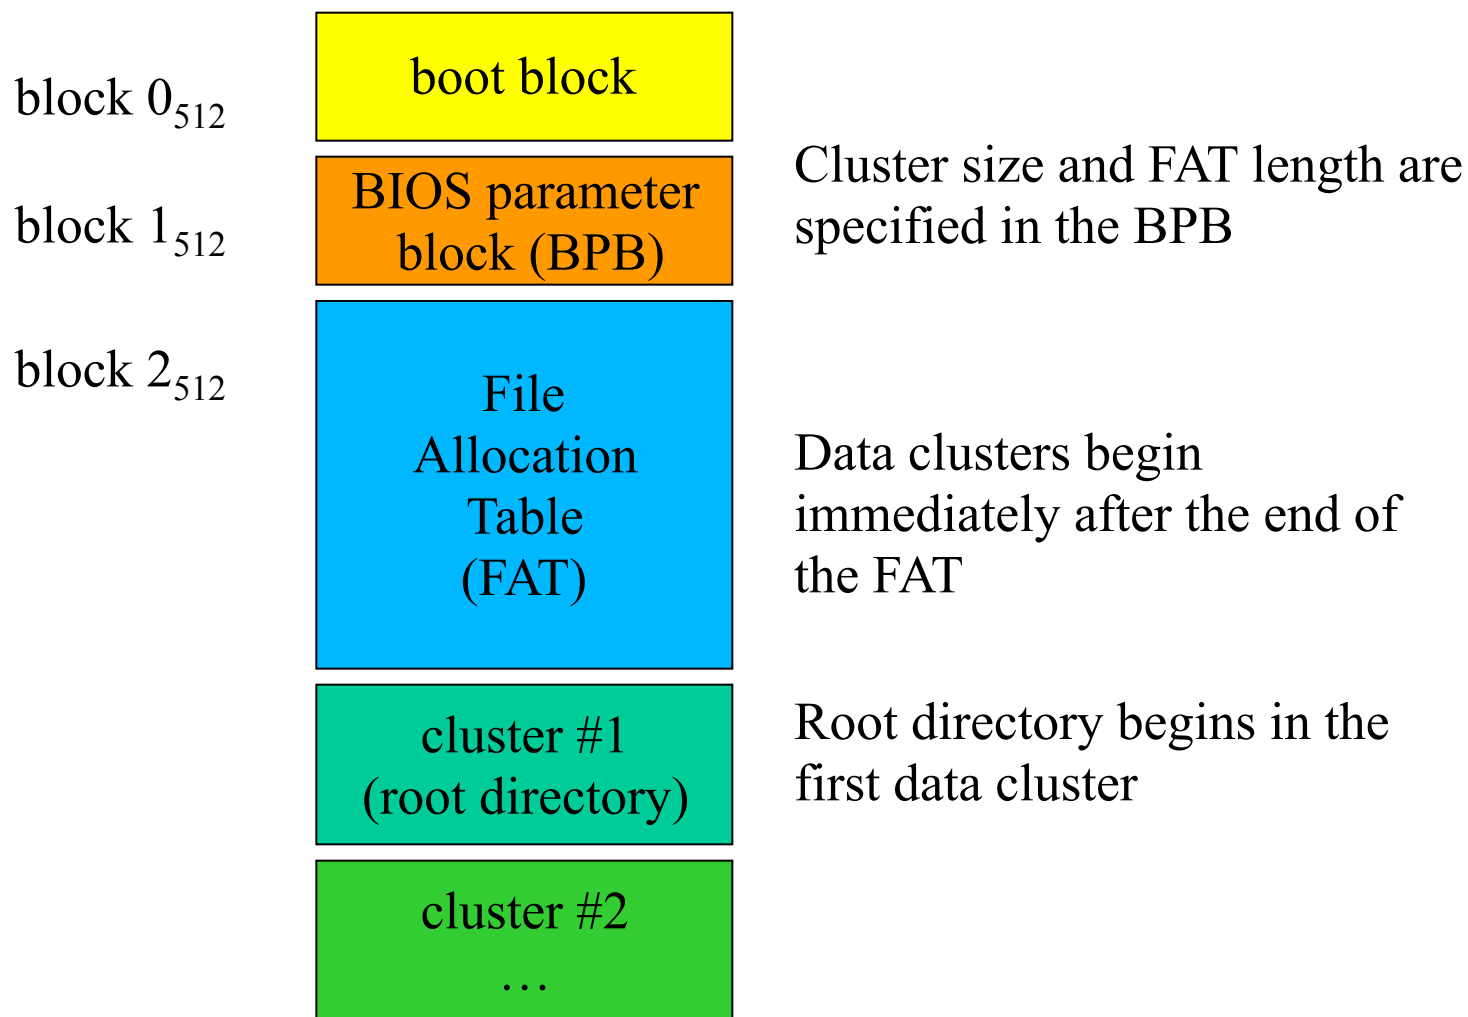 block 0₅₁₂
boot block
block 1₅₁₂
BIOS parameter
block (BPB)
Cluster size and FAT length are
specified in the BPB
block 2₅₁₂
File
Allocation
Table
(FAT)
Data clusters begin
immediately after the end of
the FAT
cluster #1
(root directory)
Root directory begins in the
first data cluster
cluster #2
…